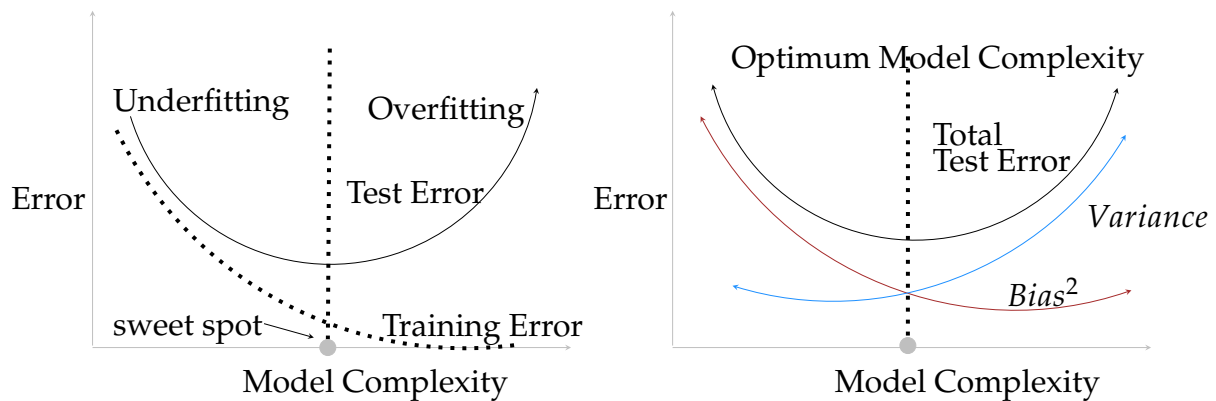 Underfitting
Overfitting
Test Error
Error
sweet spot
Training Error
Model Complexity
Optimum Model Complexity
Total
Test Error
Error
Variance
Bias²
Model Complexity